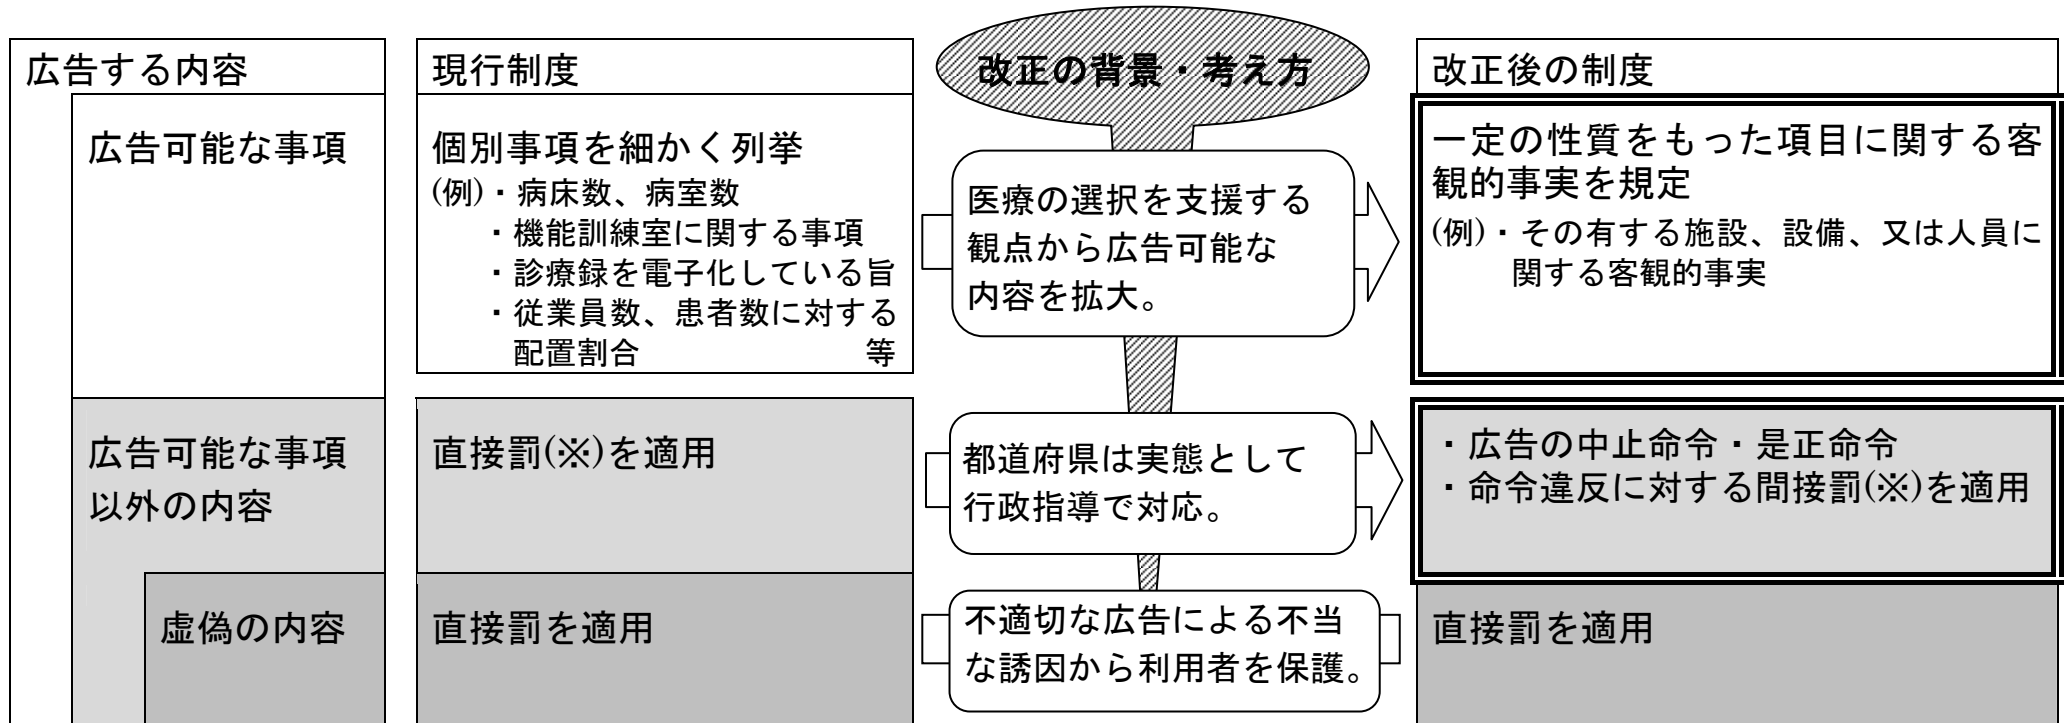 広告する内容
現行制度
改正の背景・考え方
改正後の制度
広告可能な事項
個別事項を細かく列挙
(例)・病床数、病室数
・機能訓練室に関する事項
・診療録を電子化している旨
・従業員数、患者数に対する
配置割合 等
医療の選択を支援する
観点から広告可能な
内容を拡大。
一定の性質をもった項目に関する客
観的事実を規定
(例)・その有する施設、設備、又は人員に
関する客観的事実
広告可能な事項
以外の内容
直接罰(※)を適用
都道府県は実態として
行政指導で対応。
・広告の中止命令・是正命令
・命令違反に対する間接罰(※)を適用
虚偽の内容
直接罰を適用
不適切な広告による不当
な誘因から利用者を保護。
直接罰を適用